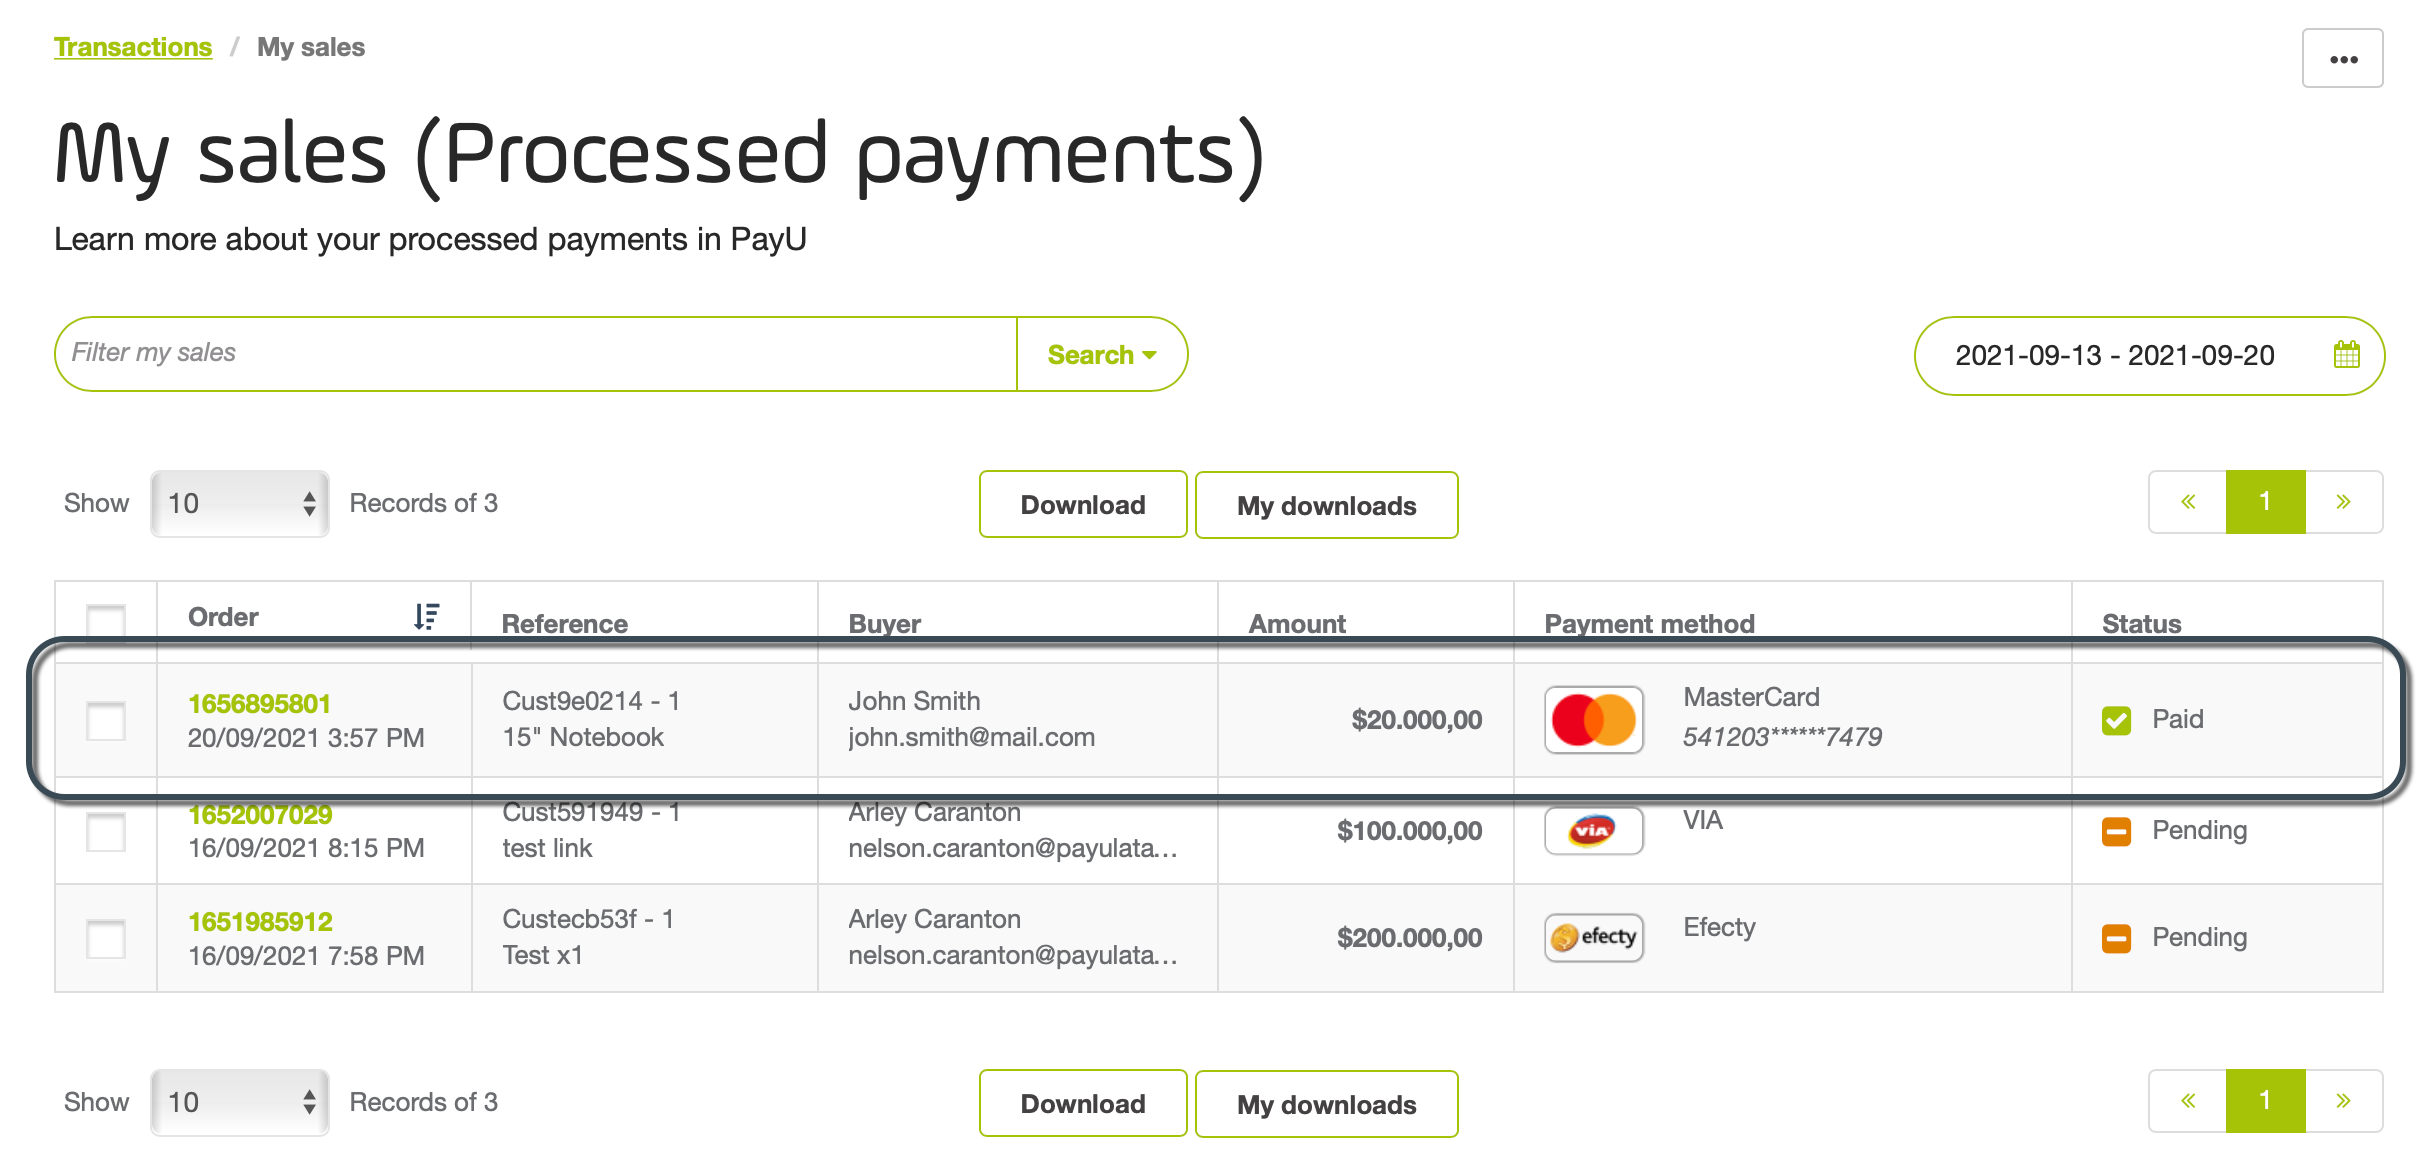 Transactions / My sales
...
My sales (Processed payments)
Learn more about your processed payments in PayU
Filter my sales
Search
2021-09-13 - 2021-09-20
Show 10 Records of 3
Download
My downloads
« 1 »
Order Reference Buyer Amount Payment method Status
1656895801 Cust9e0214 - 1 John Smith $20.000,00 MasterCard Paid
20/09/2021 3:57 PM 15" Notebook john.smith@mail.com 541203******7479
1652007029 Cust591949 - 1 Arley Caranton $100.000,00 VIA VIA Pending
16/09/2021 8:15 PM test link nelson.caranton@payulata...
1651985912 Custecb53f - 1 Arley Caranton $200.000,00 efecty Efecty Pending
16/09/2021 7:58 PM Test x1 nelson.caranton@payulata...
Show 10 Records of 3
Download
My downloads
« 1 »